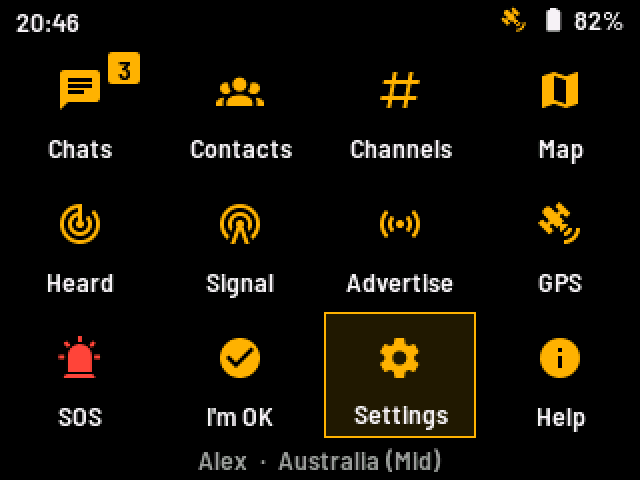 20:46 82%
3
Chats Contacts Channels Map
Heard Signal Advertise GPS
SOS I'm OK Settings Help
Alex · Australia (Mid)